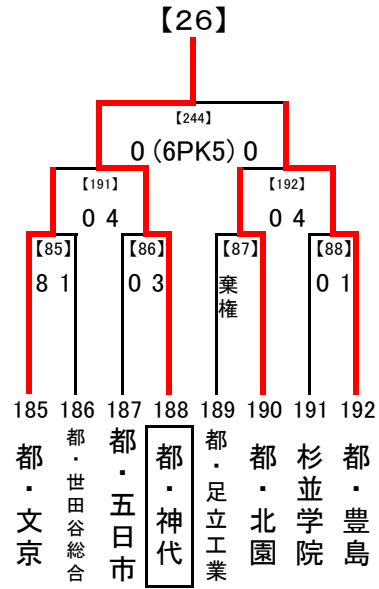 【26】
【244】
0(6PK5)0
【191】 【192】
0 4 0 4
【85】 【86】 【87】 【88】
8 1 0 3 棄権 0 1
185 186 187 188 189 190 191 192
都・文京
都・世田谷総合
都・五日市
都・神代
都・足立工業
都・北園
杉並学院
都・豊島